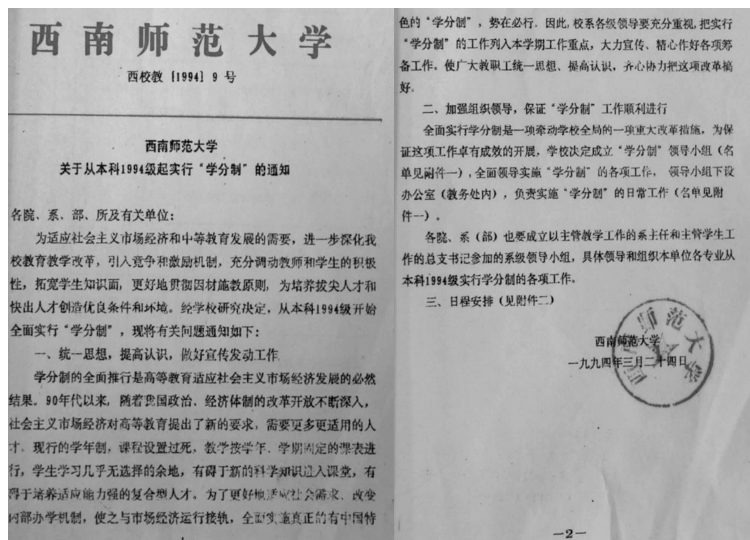 西南师范大学
西校教［1994］9 号
西南师范大学
关于从本科1994级起实行“学分制”的通知
各院、系、部、所及有关单位：
为适应社会主义市场经济和中等教育发展的需要，进一步深化我
校教育教学改革，引入竞争和激励机制，充分调动教师和学生的积极
性，拓宽学生知识面，更好地贯彻因材施教原则，为培养拔尖人才和
快出人才创造优良条件和环境。经学校研究决定，从本科1994级开始
全面实行“学分制”，现将有关问题通知如下：
一、统一思想，提高认识，做好宣传发动工作
学分制的全面推行是高等教育适应社会主义市场经济发展的必然
结果。90年代以来，随着我国政治、经济体制的改革开放不断深入，
社会主义市场经济对高等教育提出了新的要求，需要更多更适用的人
才。现行的学年制，课程设置过死，教学按学年、学期固定的课表进
行，学生学习几乎无选择的余地，有碍于新的科学知识进入课堂，有
碍于培养适应能力强的复合型人才。为了更好地适应社会需求、改变
内部办学机制，使之与市场经济运行接轨，全面实施真正的有中国特
色的“学分制”，势在必行。因此，校系各级领导要充分重视，把实行
“学分制”的工作列入本学期工作重点，大力宣传、精心作好各项筹
备工作。使广大教职工统一思想、提高认识，齐心协力把这项改革搞
好。
二、加强组织领导，保证“学分制”工作顺利进行
全面实行学分制是一项牵动学校全局的一项重大改革措施，为保
证这项工作卓有成效的开展，学校决定成立“学分制”领导小组（名
单见附件一），全面领导实施“学分制”的各项工作，领导小组下设
办公室（教务处内），负责实施“学分制”的日常工作（名单见附
件一）。
各院、系（部）也要成立以主管教学工作的系主任和主管学生工
作的总支书记参加的系级领导小组，具体领导和组织本单位各专业从
本科1994级实行学分制的各项工作。
三、日程安排（见附件二）
西南师范大学
一九九四年三月二十四日
西南师范大学
—2—